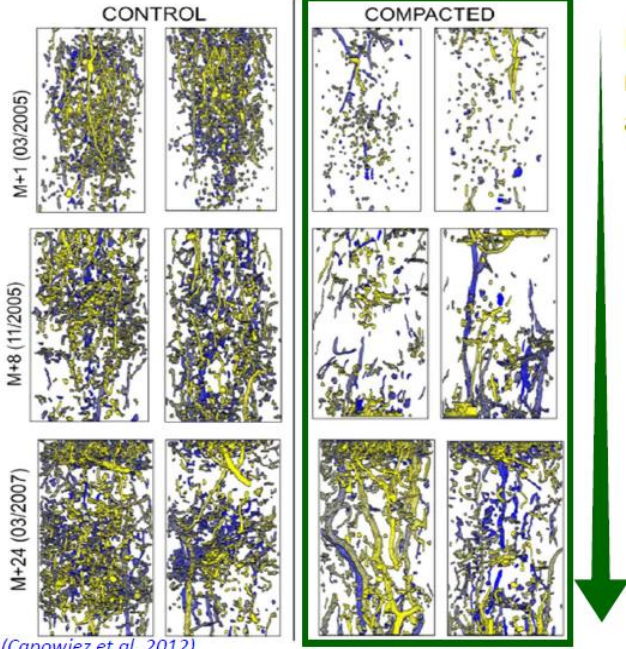 CONTROL
COMPACTED
M+1 (03/2005)
M+8 (11/2005)
M+24 (03/2007)
(Capowiez et al. 2012)